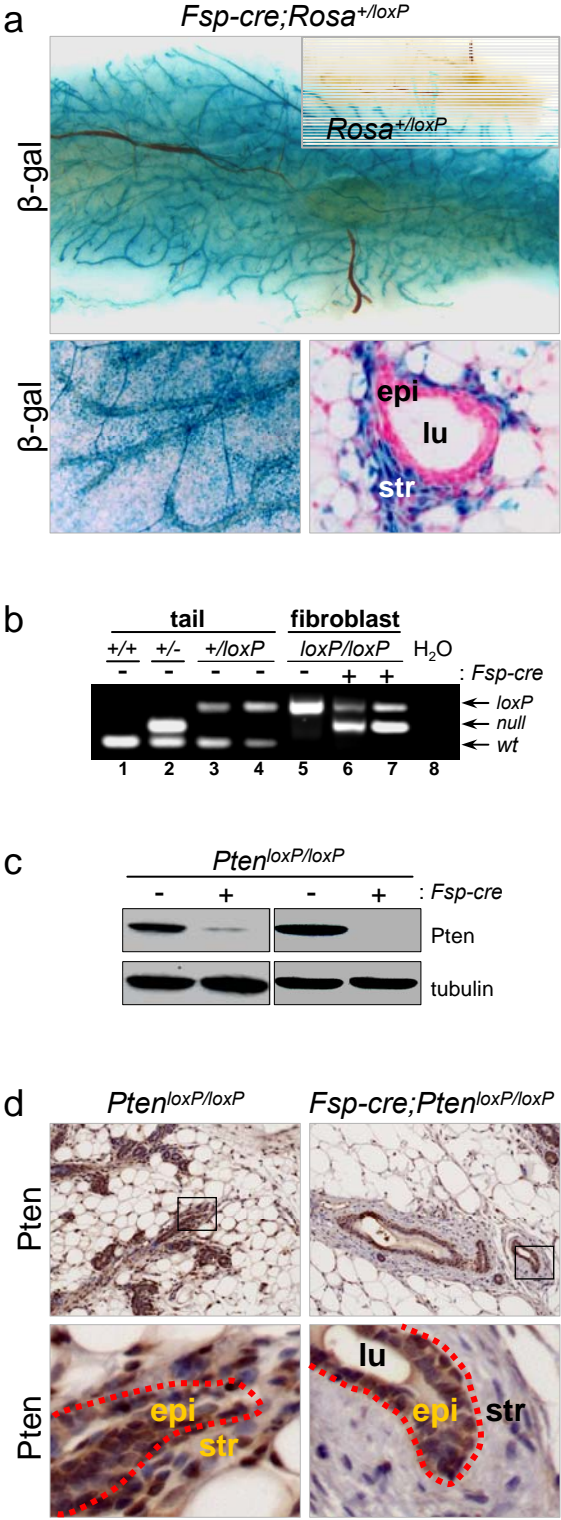 a
Fsp-cre;Rosa+/loxP
β-gal
Rosa+/loxP
β-gal
epi
lu
str
b
tail fibroblast
+/+ +/- +/loxP loxP/loxP H2O
- - - - - + + : Fsp-cre
loxP
null
wt
1 2 3 4 5 6 7 8
c
PtenloxP/loxP
- + - + : Fsp-cre
Pten
tubulin
d
PtenloxP/loxP Fsp-cre;PtenloxP/loxP
Pten
Pten
epi
str
lu
epi
str